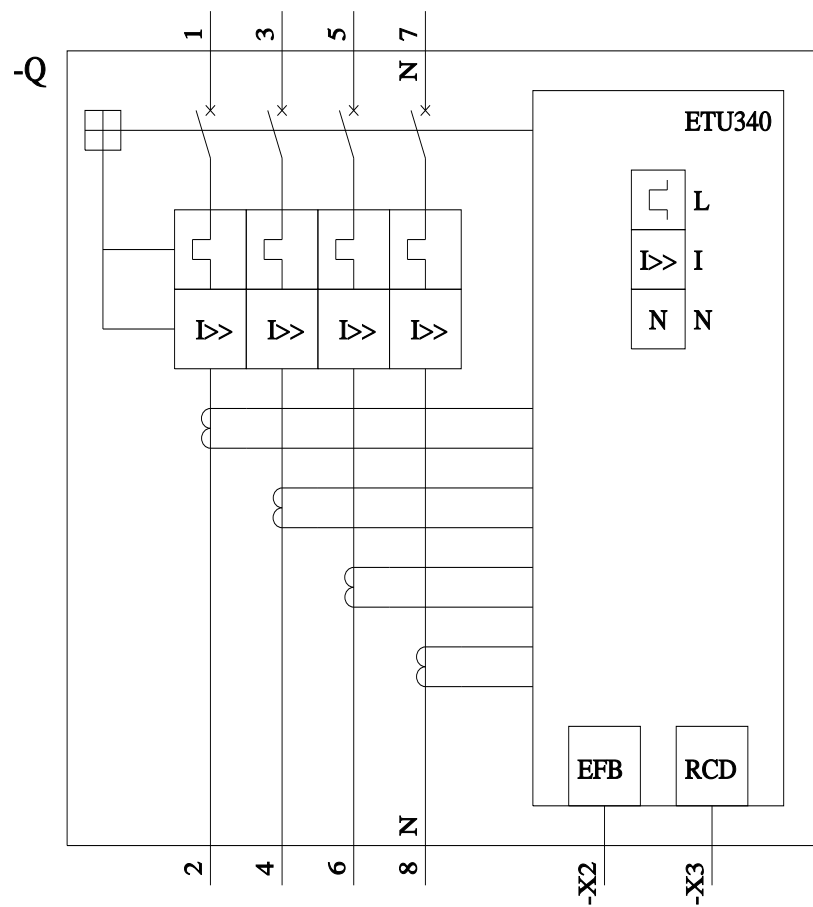 1 3 5 7
-Q
N
ETU340
L
I>> I
N N
I>> I>> I>> I>>
EFB RCD
N
2 4 6 8 -X2 -X3